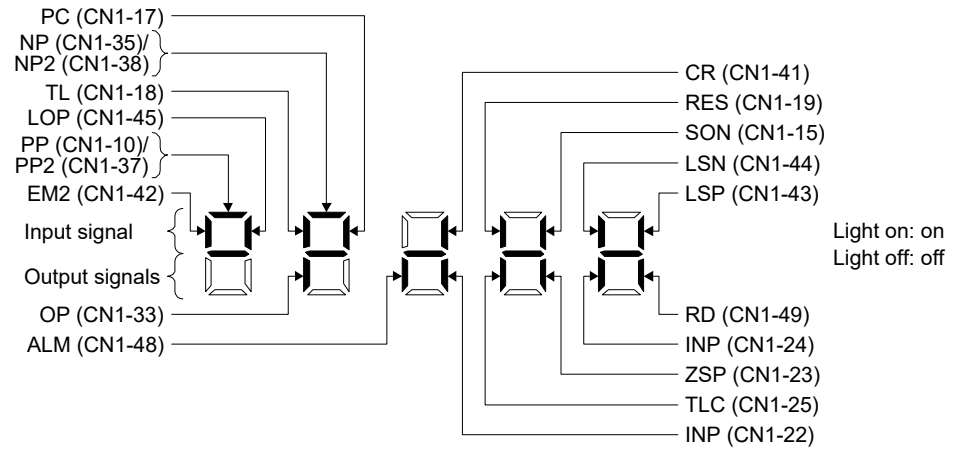 PC (CN1-17)
NP (CN1-35)/
NP2 (CN1-38)
TL (CN1-18)
LOP (CN1-45)
PP (CN1-10)/
PP2 (CN1-37)
EM2 (CN1-42)
Input signal
Output signals
OP (CN1-33)
ALM (CN1-48)
CR (CN1-41)
RES (CN1-19)
SON (CN1-15)
LSN (CN1-44)
LSP (CN1-43)
Light on: on
Light off: off
RD (CN1-49)
INP (CN1-24)
ZSP (CN1-23)
TLC (CN1-25)
INP (CN1-22)